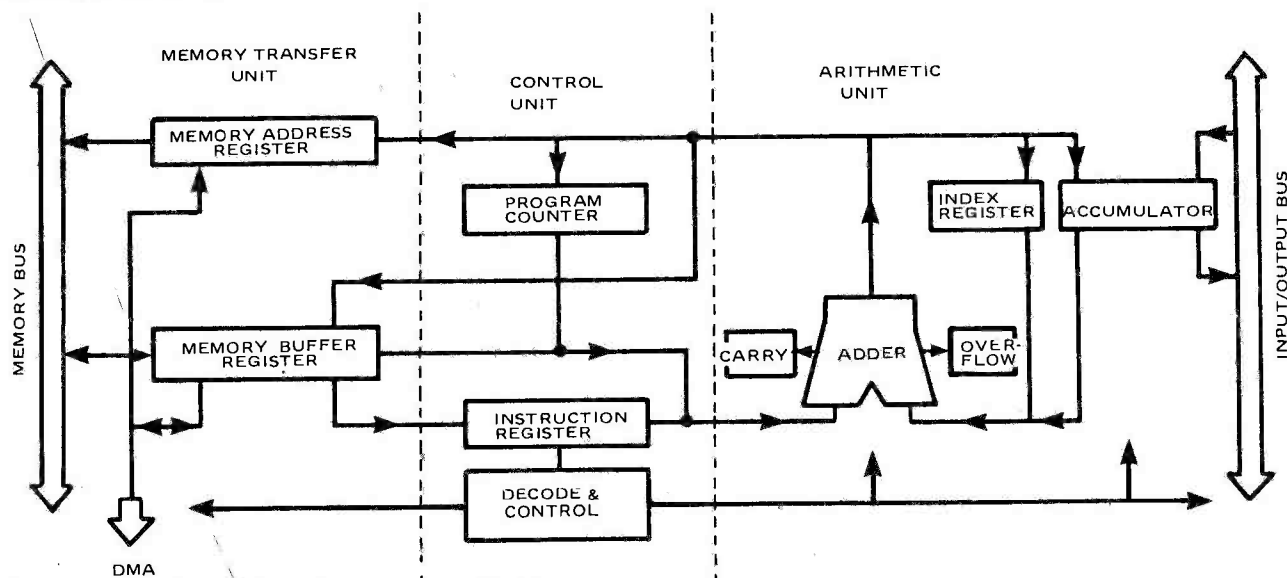 MEMORY TRANSFER
UNIT
CONTROL
UNIT
ARITHMETIC
UNIT
MEMORY ADDRESS
REGISTER
PROGRAM
COUNTER
INDEX
REGISTER
ACCUMULATOR
MEMORY BUS
INPUT/OUTPUT BUS
MEMORY BUFFER
REGISTER
CARRY
ADDER
OVER-
FLOW
INSTRUCTION
REGISTER
DECODE &
CONTROL
DMA